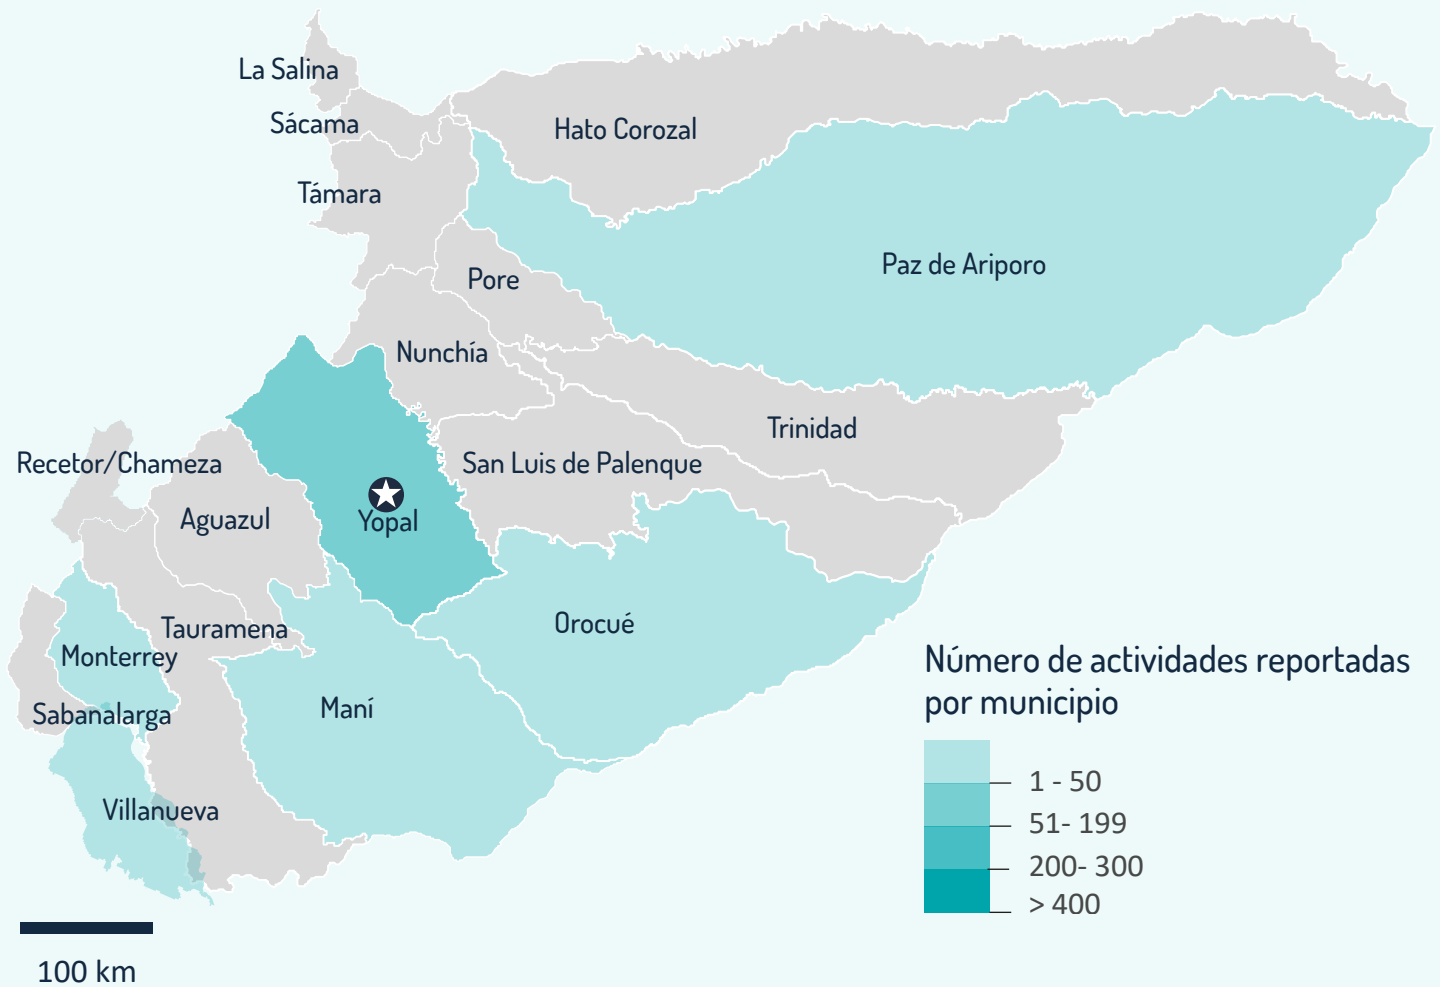 La Salina
Sácama
Hato Corozal
Támara
Paz de Ariporo
Pore
Nunchía
Trinidad
Recetor/Chameza
San Luis de Palenque
Aguazul
Yopal
Orocué
Tauramena
Monterrey
Maní
Sabanalarga
Villanueva
Número de actividades reportadas
por municipio
1 - 50
51- 199
200- 300
> 400
100 km